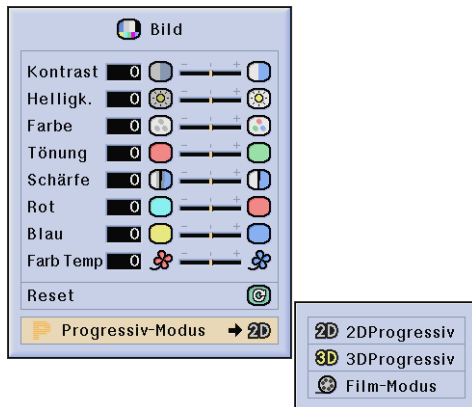 Bild
Kontrast 0
Helligk. 0
Farbe 0
Tönung 0
Schärfe 0
Rot 0
Blau 0
Farb Temp 0
Reset
P Progressiv-Modus 2D
2D 2DProgressiv
3D 3DProgressiv
Film-Modus